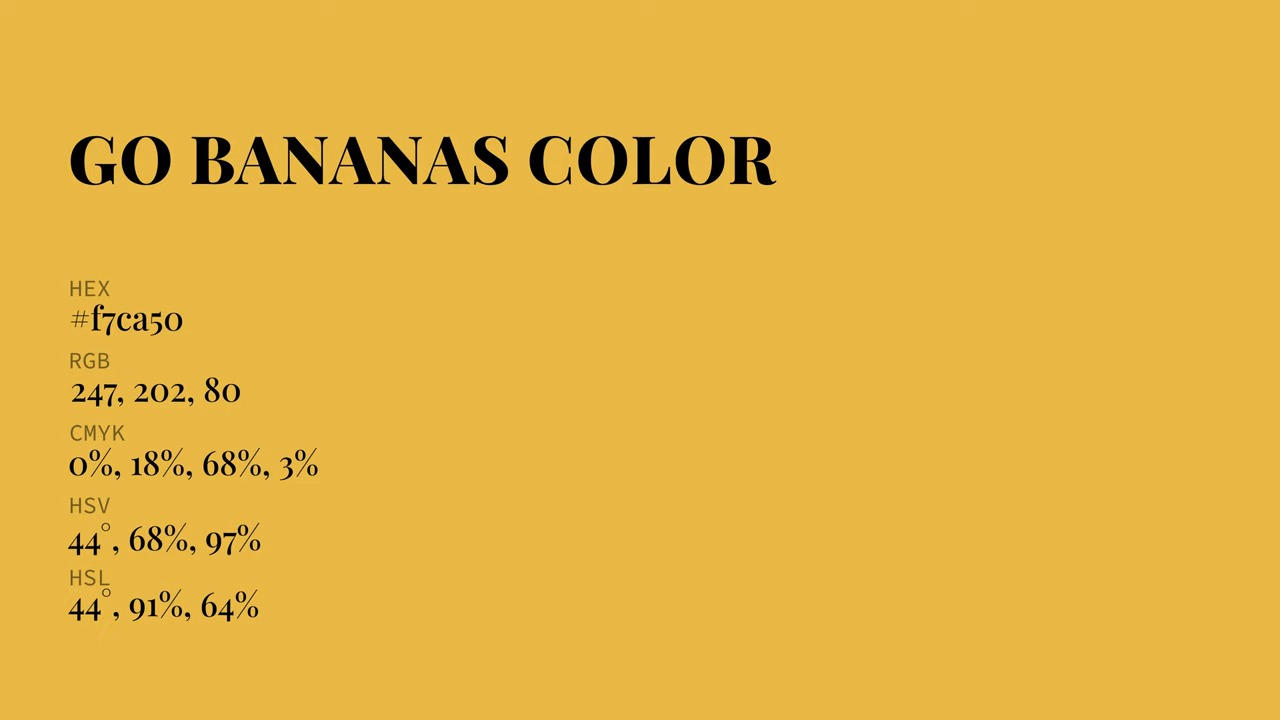 GO BANANAS COLOR
HEX
#f7ca50
RGB
247, 202, 80
CMYK
0%, 18%, 68%, 3%
HSV
44°, 68%, 97%
HSL
44°, 91%, 64%